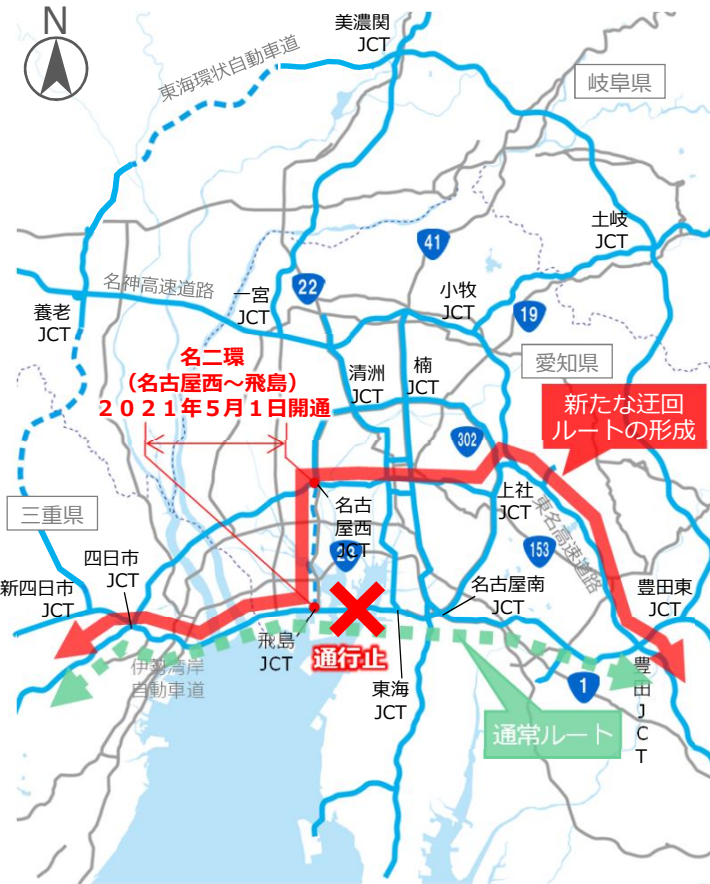 N
美濃関
JCT
東海環状自動車道
岐阜県
土岐
JCT
41
名神高速道路
22
一宮
JCT
小牧
JCT
19
養老
JCT
名二環
(名古屋西～飛島)
2021年5月1日開通
清洲
JCT
楠
JCT
愛知県
新たな迂回
ルートの形成
302
三重県
名古
屋西
JCT
上社
JCT
東名高速道路
153
四日市
JCT
新四日市
JCT
名古屋南
JCT
豊田東
JCT
飛島
JCT
通行止
伊勢湾岸
自動車道
東海
JCT
1
豊田JCT
通常ルート